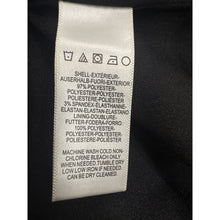 SHELL-EXTÉRIEUR-
AUSSERHALB-FUORI-EXTERIOR
97% POLYESTER-
POLYESTER-POLYESTER-
POLIESTERE-POLIÉSTER
3% SPANDEX-ELASTHAN-
ELASTAN-ELASTAN-ELASTANO
LINING-DOUBLURE-
FUTTER-FODERA-FORRO
100% POLYESTER-
POLYESTER-POLYESTER-
POLIESTERE-POLIÉSTER
MACHINE WASH COLD.NON-
CHLORINE BLEACH ONLY
WHEN NEEDED.TUMBLE DRY
LOW.LOW IRON IF NEEDED.
CAN BE DRY CLEANED.